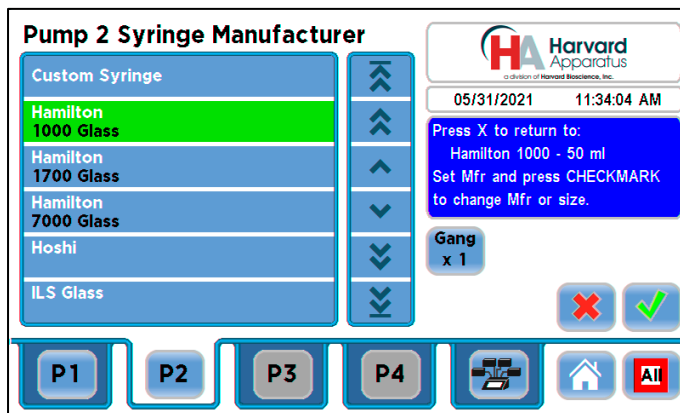 Pump 2 Syringe Manufacturer
Custom Syringe
Hamilton
1000 Glass
Hamilton
1700 Glass
Hamilton
7000 Glass
Hoshi
ILS Glass
HA
Harvard
Apparatus
a division of Harvard Bioscience, Inc.
05/31/2021 11:34:04 AM
Press X to return to:
Hamilton 1000 - 50 ml
Set Mfr and press CHECKMARK
to change Mfr or size.
Gang
x 1
P1 P2 P3 P4 All